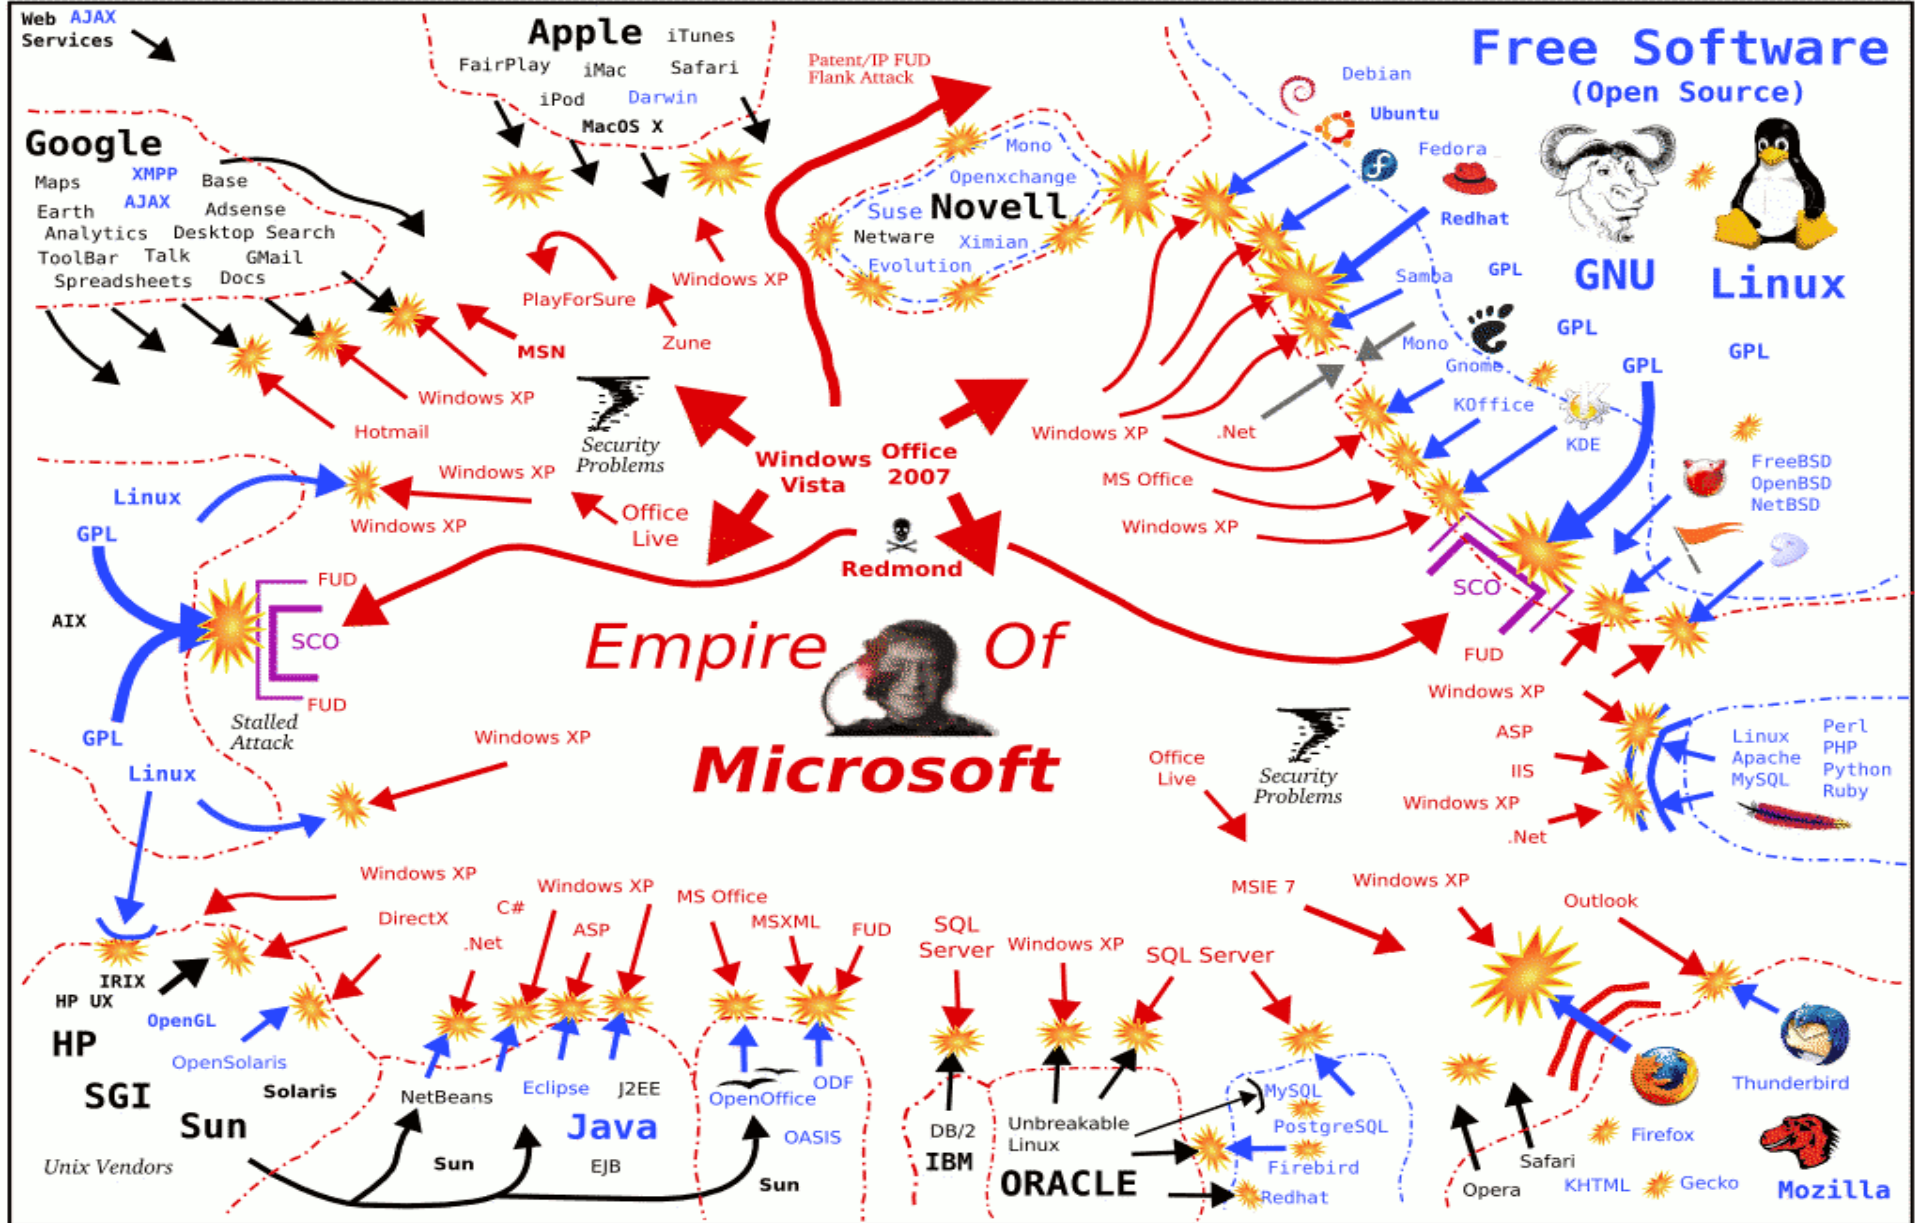 Web AJAX
Services
Apple iTunes
FairPlay iMac Safari
iPod Darwin
MacOS X
Patent/IP FUD
Flank Attack
Free Software
(Open Source)
Debian
Ubuntu
Fedora
Redhat
GNU
Linux
Google
Maps XMPP Base
Earth AJAX Adsense
Analytics Desktop Search
ToolBar Talk GMail
Spreadsheets Docs
Mono
Openxchange
Suse Novell
Netware Ximian
Evolution
Samba GPL
GPL
Mono
GPL
GPL
Gnome
KOffice
KDE
PlayForSure
Windows XP
Zune
MSN
Windows XP
Hotmail
Security
Problems
Windows
Vista
Office
2007
Windows XP
.Net
MS Office
Windows XP
FreeBSD
OpenBSD
NetBSD
Linux
GPL
Windows XP
Windows XP
Office
Live
Redmond
AIX
FUD
SCO
FUD
Stalled
Attack
GPL
Linux
Windows XP
Empire Of
Microsoft
SCO
FUD
Windows XP
ASP
IIS
Windows XP
.Net
Office
Live
Security
Problems
Linux
Apache
MySQL
Perl
PHP
Python
Ruby
Windows XP
DirectX
C#
.Net
Windows XP
ASP
MS Office
MSXML
FUD
SQL
Server
Windows XP
SQL Server
MSIE 7
Windows XP
Outlook
IRIX
HP UX
OpenGL
HP
OpenSolaris
SGI
Solaris
Sun
Unix Vendors
NetBeans
Eclipse
J2EE
Java
Sun
EJB
OpenOffice
ODF
OASIS
Sun
DB/2
IBM
Unbreakable
Linux
ORACLE
MySQL
PostgreSQL
Firebird
Redhat
Thunderbird
Firefox
Safari
Opera
KHTML
Gecko
Mozilla